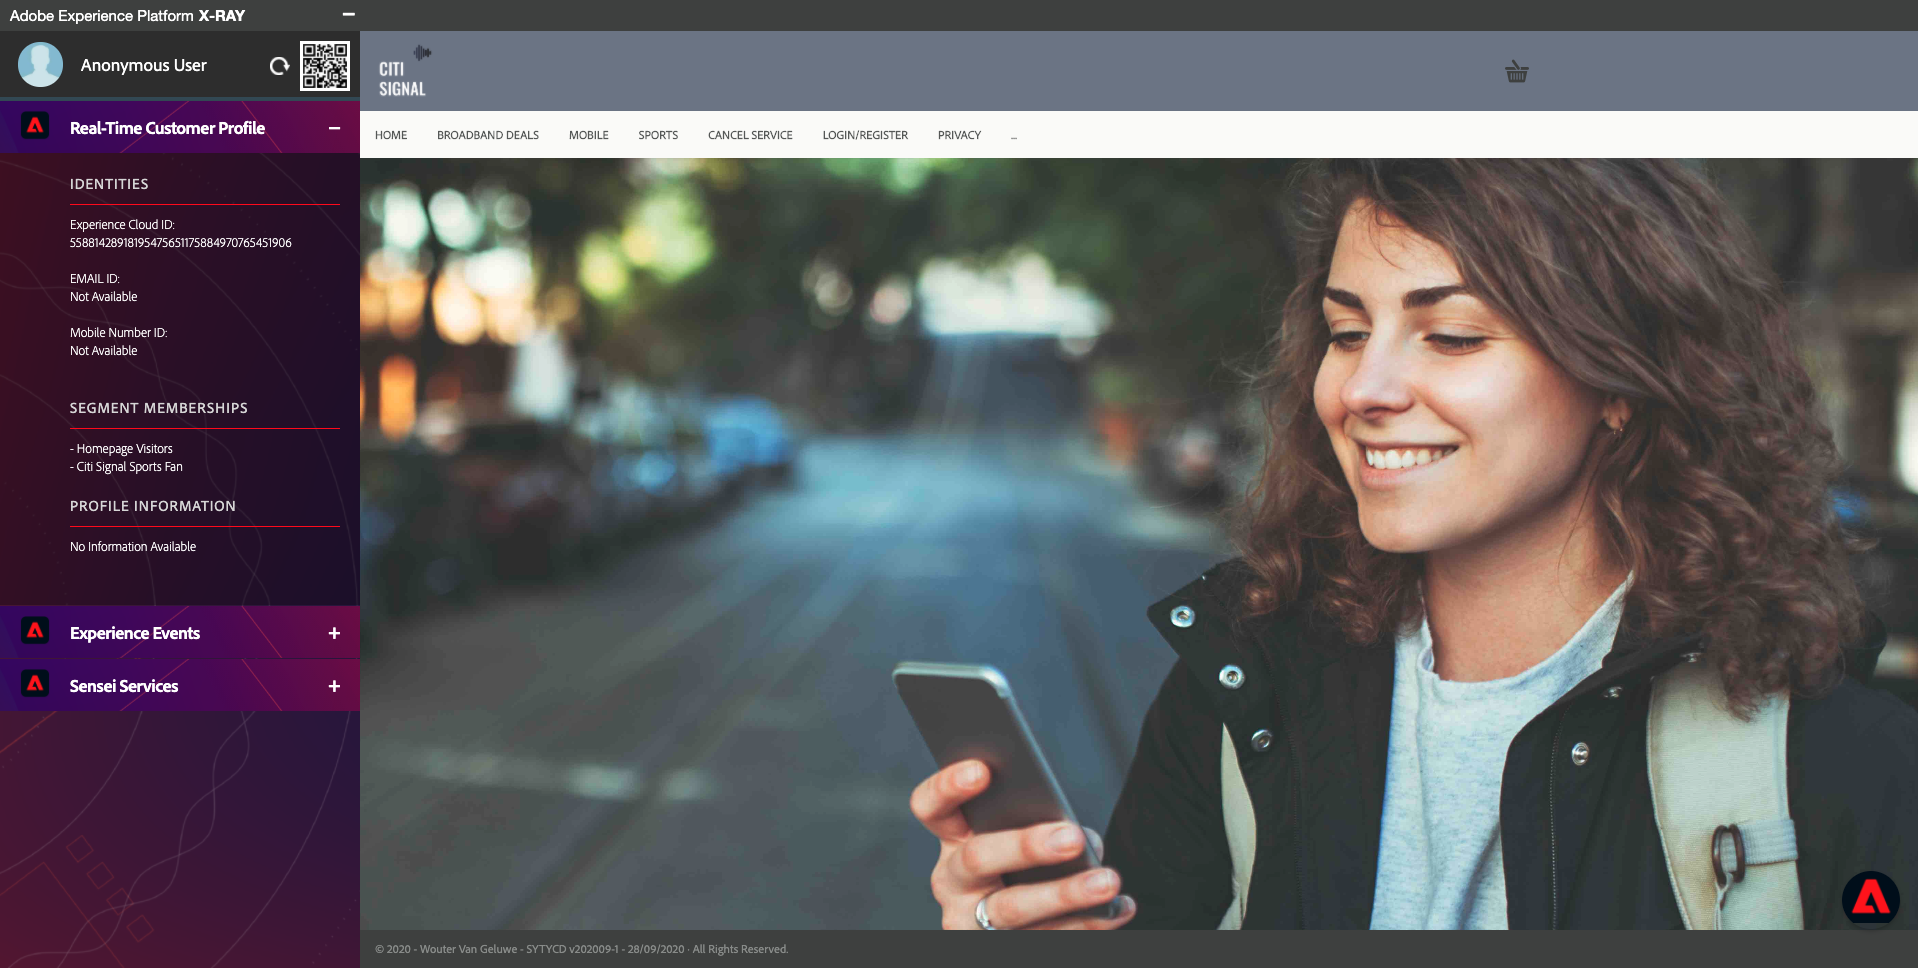 Adobe Experience Platform X-RAY
Anonymous User
Real-Time Customer Profile
IDENTITIES
Experience Cloud ID:
55881428918195475651175884970765451906
EMAIL ID:
Not Available
Mobile Number ID:
Not Available
SEGMENT MEMBERSHIPS
- Homepage Visitors
- Citi Signal Sports Fan
PROFILE INFORMATION
No Information Available
Experience Events
Sensei Services
CITI
SIGNAL
HOME BROADBAND DEALS MOBILE SPORTS CANCEL SERVICE LOGIN/REGISTER PRIVACY ...
© 2020 - Wouter Van Geluwe - SYTYCD v202009-1 - 28/09/2020 · All Rights Reserved.